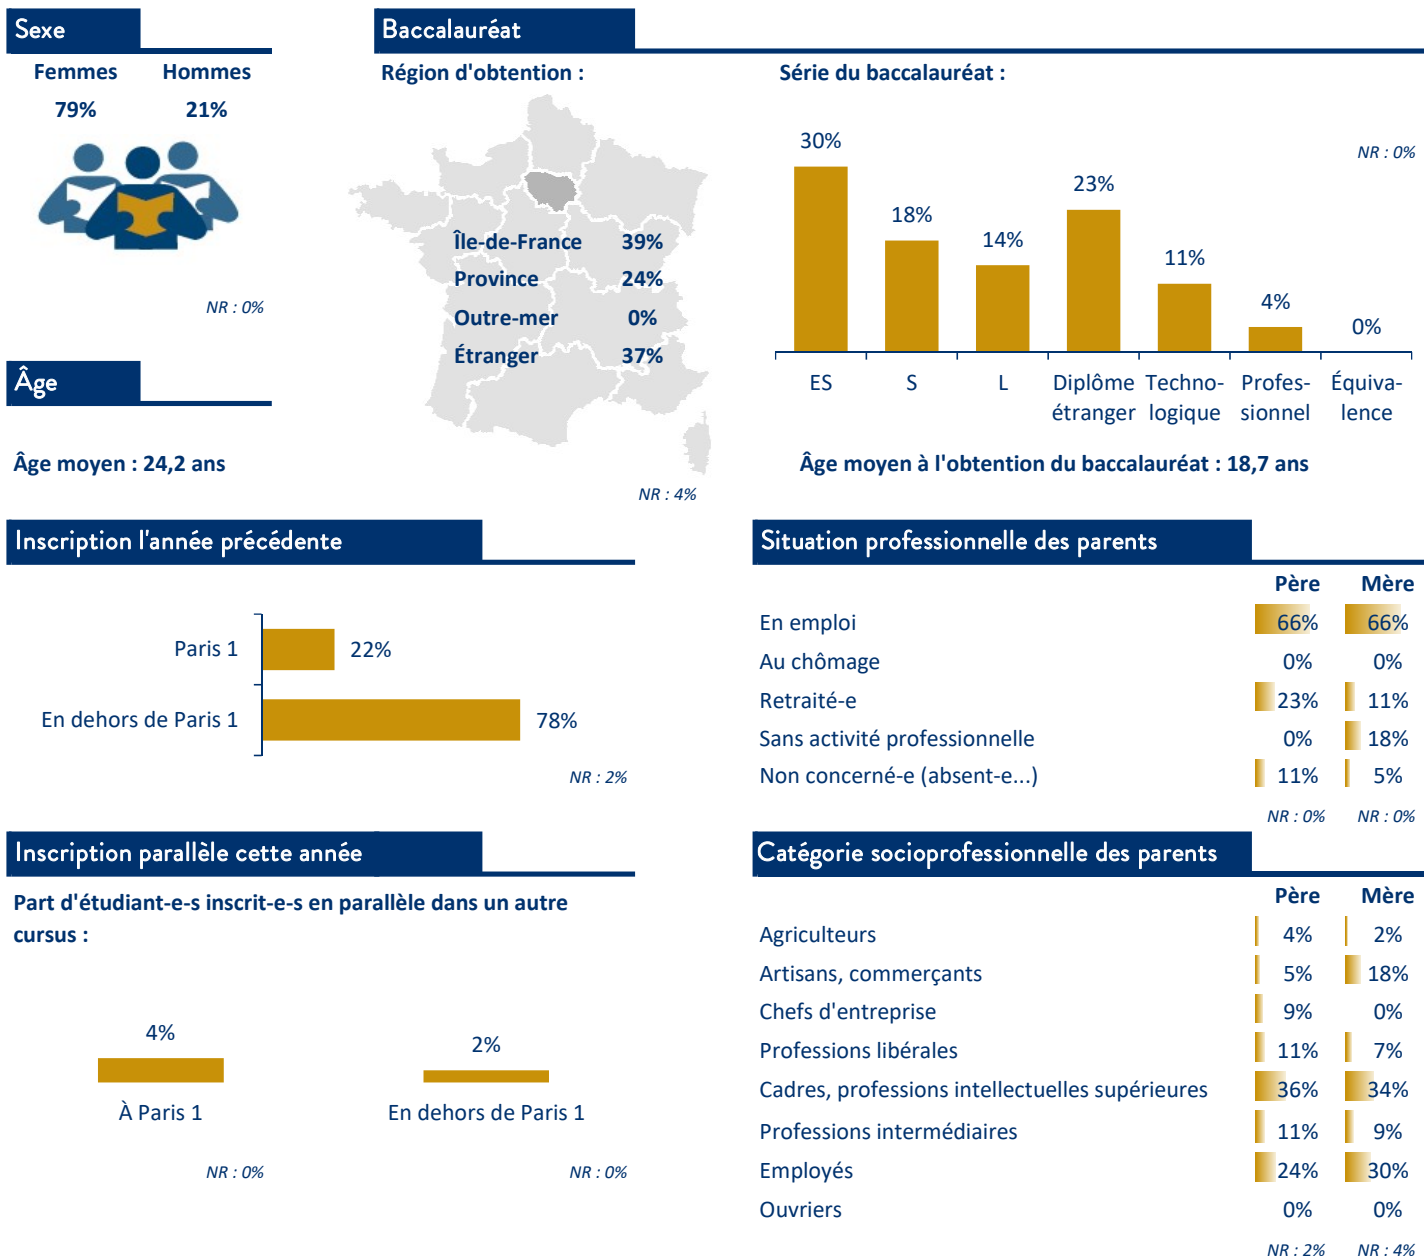 Sexe
Femmes Hommes
79% 21%
NR : 0%
Âge
Âge moyen : 24,2 ans
Baccalauréat
Région d'obtention :
Île-de-France 39%
Province 24%
Outre-mer 0%
Étranger 37%
NR : 4%
Série du baccalauréat :
NR : 0%
30%
18%
14%
23%
11%
4%
0%
ES S L Diplôme Techno- Profes- Équiva-
étranger logique sionnel lence
Âge moyen à l'obtention du baccalauréat : 18,7 ans
Inscription l'année précédente
Paris 1 22%
En dehors de Paris 1 78%
NR : 2%
Situation professionnelle des parents
Père Mère
En emploi 66% 66%
Au chômage 0% 0%
Retraité-e 23% 11%
Sans activité professionnelle 0% 18%
Non concerné-e (absent-e...) 11% 5%
NR : 0% NR : 0%
Inscription parallèle cette année
Part d'étudiant-e-s inscrit-e-s en parallèle dans un autre
cursus :
4% 2%
À Paris 1 En dehors de Paris 1
NR : 0% NR : 0%
Catégorie socioprofessionnelle des parents
Père Mère
Agriculteurs 4% 2%
Artisans, commerçants 5% 18%
Chefs d'entreprise 9% 0%
Professions libérales 11% 7%
Cadres, professions intellectuelles supérieures 36% 34%
Professions intermédiaires 11% 9%
Employés 24% 30%
Ouvriers 0% 0%
NR : 2% NR : 4%